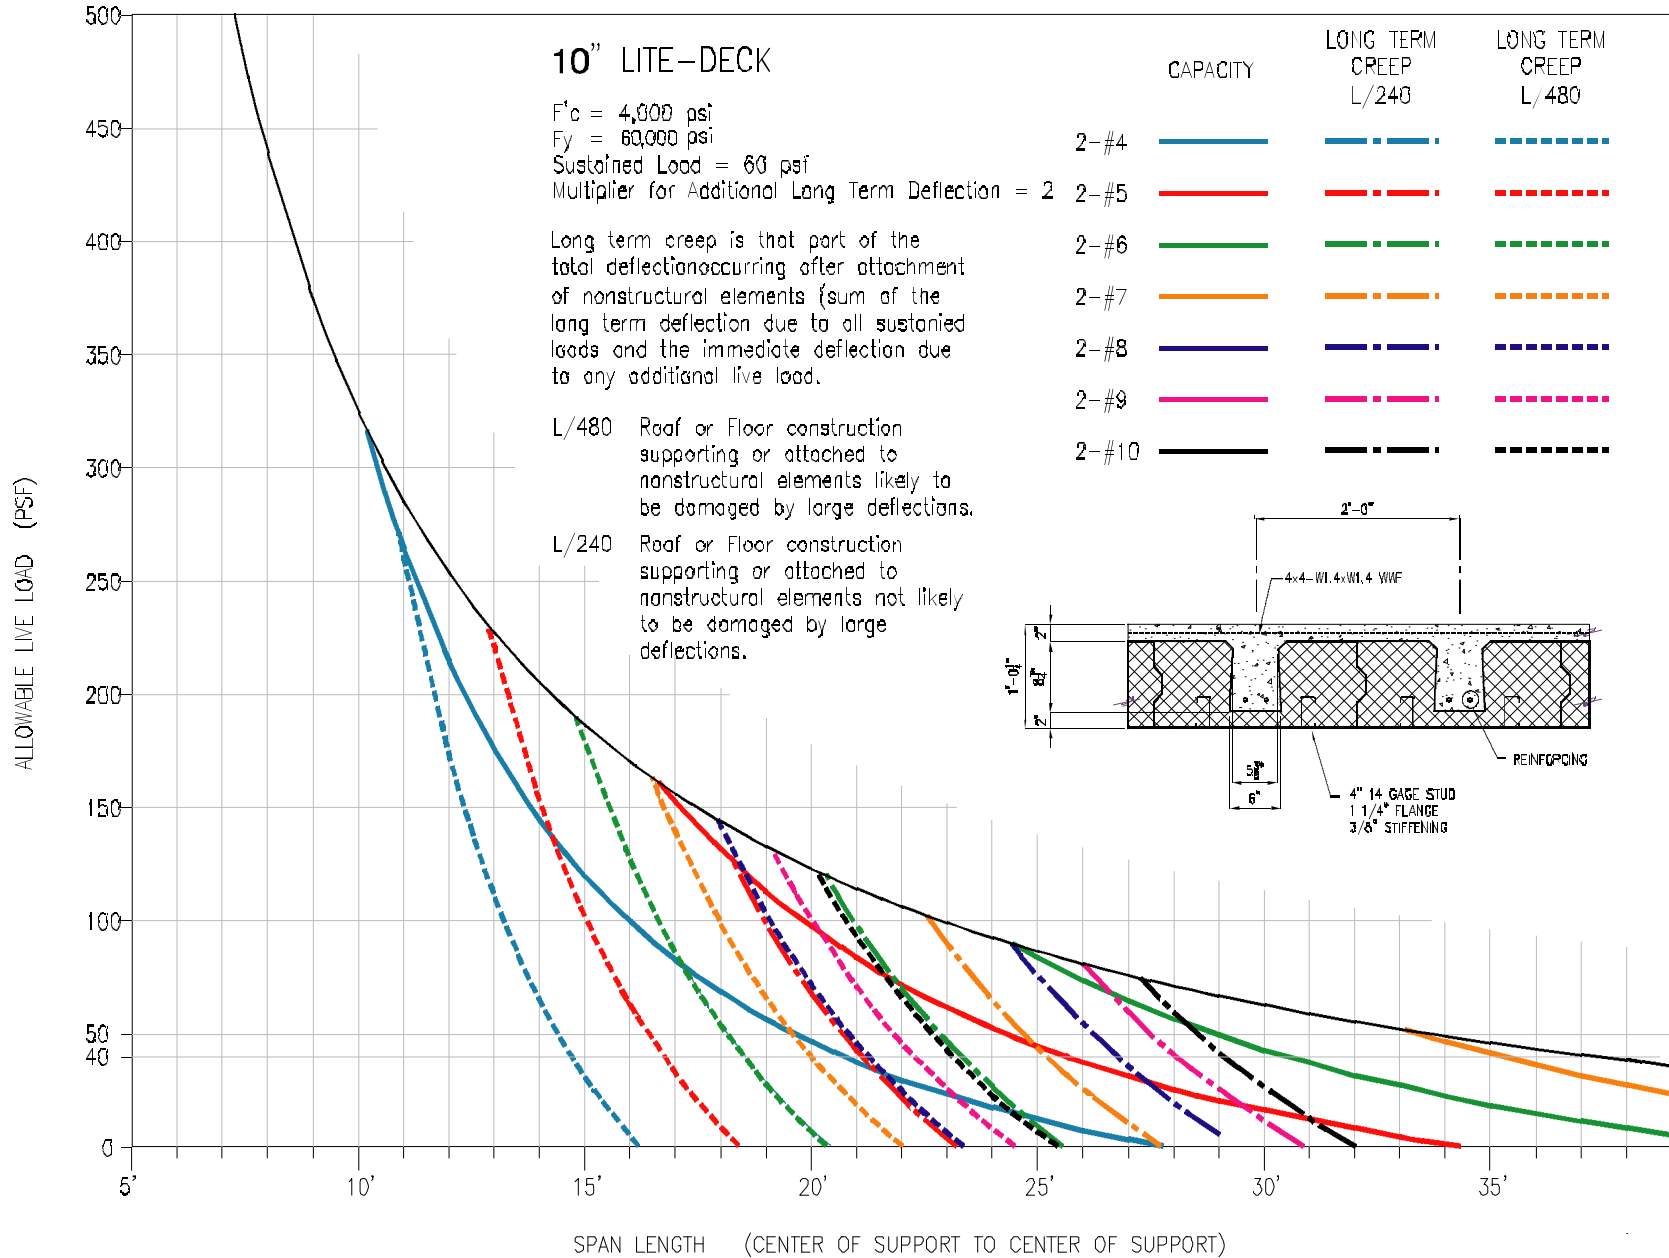 10” LITE-DECK
F'c = 4,000 psi
Fy = 60,000 psi
Sustained Load = 60 psf
Multiplier for Additional Long Term Deflection = 2
Long term creep is that part of the
total deflectionoccurring after attachment
of nonstructural elements (sum of the
long term deflection due to all sustanied
loads and the immediate deflection due
to any additional live load.
L/480 Roof or Floor construction
supporting or attached to
nonstructural elements likely to
be damaged by large deflections.
L/240 Roof or Floor construction
supporting or attached to
nonstructural elements not likely
to be damaged by large
deflections.
CAPACITY
LONG TERM
CREEP
L/240
LONG TERM
CREEP
L/480
2-#4
2-#5
2-#6
2-#7
2-#8
2-#9
2-#10
2'-0"
4x4-W1.4xW1.4 WWF
2"
8¼"
1'-0¼"
2"
5"
6"
REINFORCING
4" 14 GAGE STUD
1 1/4" FLANGE
3/8" STIFFENING
ALLOWABLE LIVE LOAD (PSF)
500
450
400
350
300
250
200
150
100
50
40
0
5'
10'
15'
20'
25'
30'
35'
SPAN LENGTH (CENTER OF SUPPORT TO CENTER OF SUPPORT)